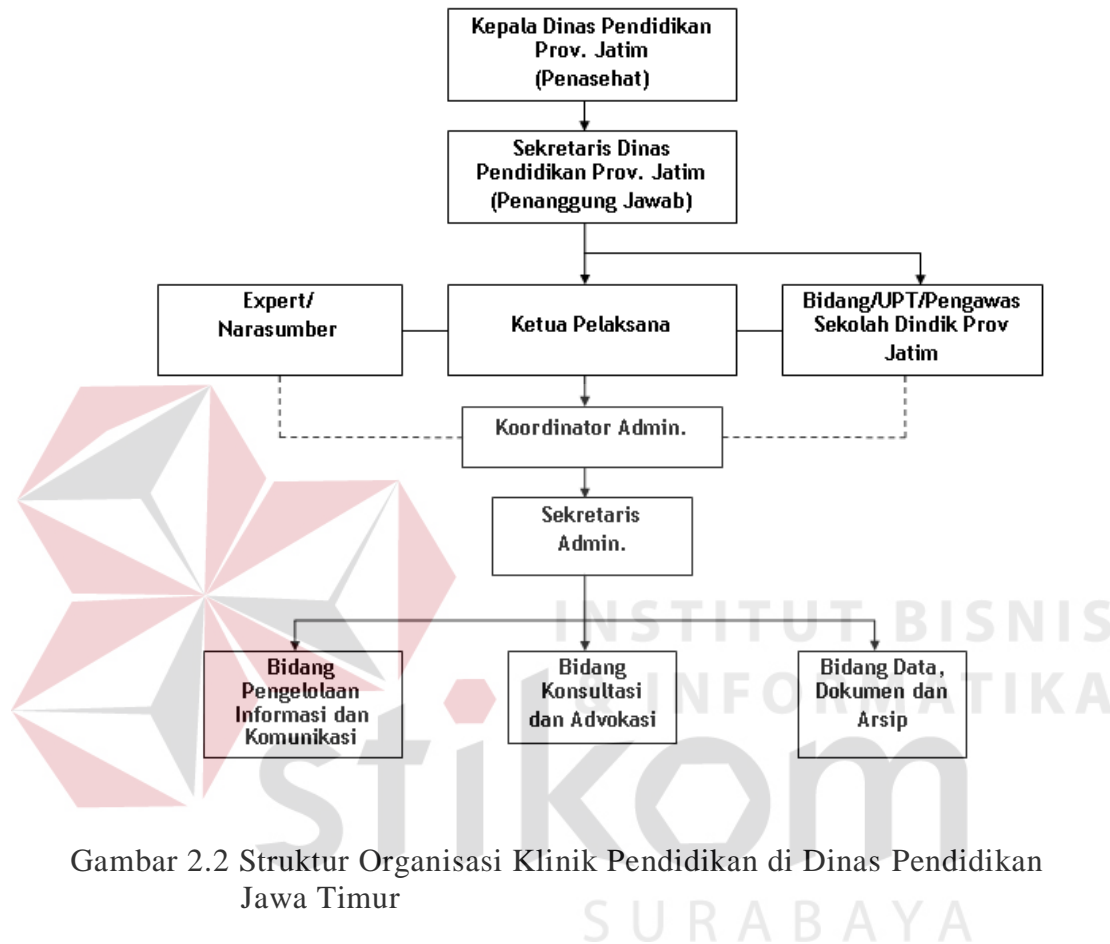 Kepala Dinas Pendidikan
Prov. Jatim
(Penasehat)
Sekretaris Dinas
Pendidikan Prov. Jatim
(Penanggung Jawab)
Expert/
Narasumber
Ketua Pelaksana
Bidang/UPT/Pengawas
Sekolah Dindik Prov
Jatim
Koordinator Admin.
Sekretaris
Admin.
Bidang
Pengelolaan
Informasi dan
Komunikasi
Bidang
Konsultasi
dan Advokasi
Bidang Data,
Dokumen dan
Arsip
INSTITUT BISNIS
& INFORMATIKA
stikom
SURABAYA
Gambar 2.2 Struktur Organisasi Klinik Pendidikan di Dinas Pendidikan
Jawa Timur